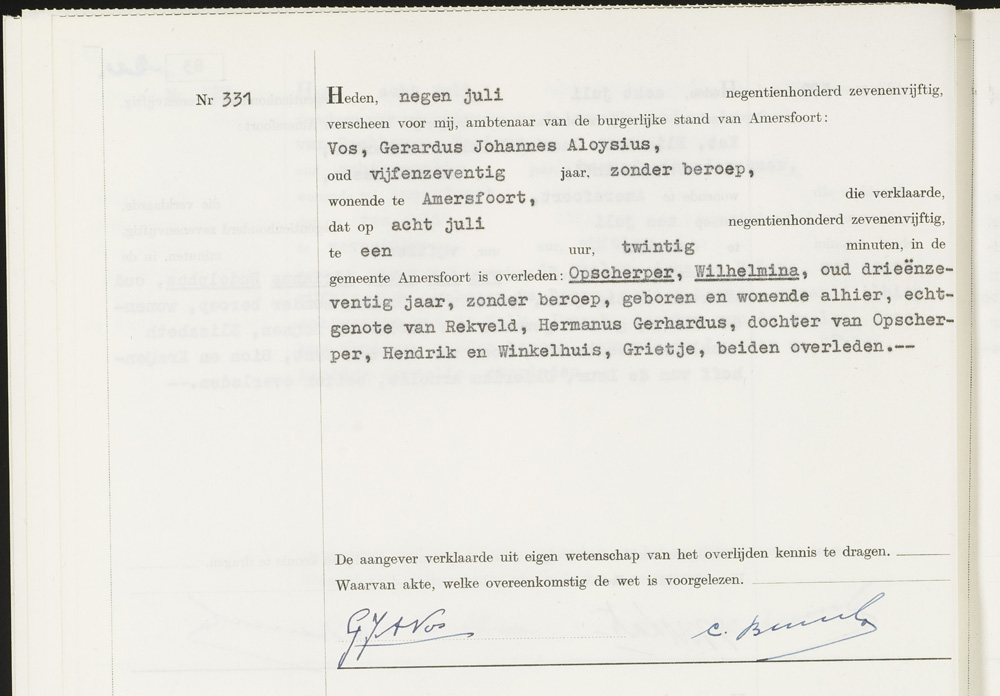 Nr 331
Heden, negen juli negentienhonderd zevenenvijftig,
verscheen voor mij, ambtenaar van de burgerlijke stand van Amersfoort:
Vos, Gerardus Johannes Aloysius,
oud vijfenzeventig jaar, zonder beroep,
wonende te Amersfoort, die verklaarde,
dat op acht juli negentienhonderd zevenenvijftig,
te een uur, twintig minuten, in de
gemeente Amersfoort is overleden: Opscherper, Wilhelmina, oud drieënze-
ventig jaar, zonder beroep, geboren en wonende alhier, echt-
genote van Rekveld, Hermanus Gerhardus, dochter van Opscher-
per, Hendrik en Winkelhuis, Grietje, beiden overleden.--
De aangever verklaarde uit eigen wetenschap van het overlijden kennis te dragen.
Waarvan akte, welke overeenkomstig de wet is voorgelezen.
GJA Vos
C.